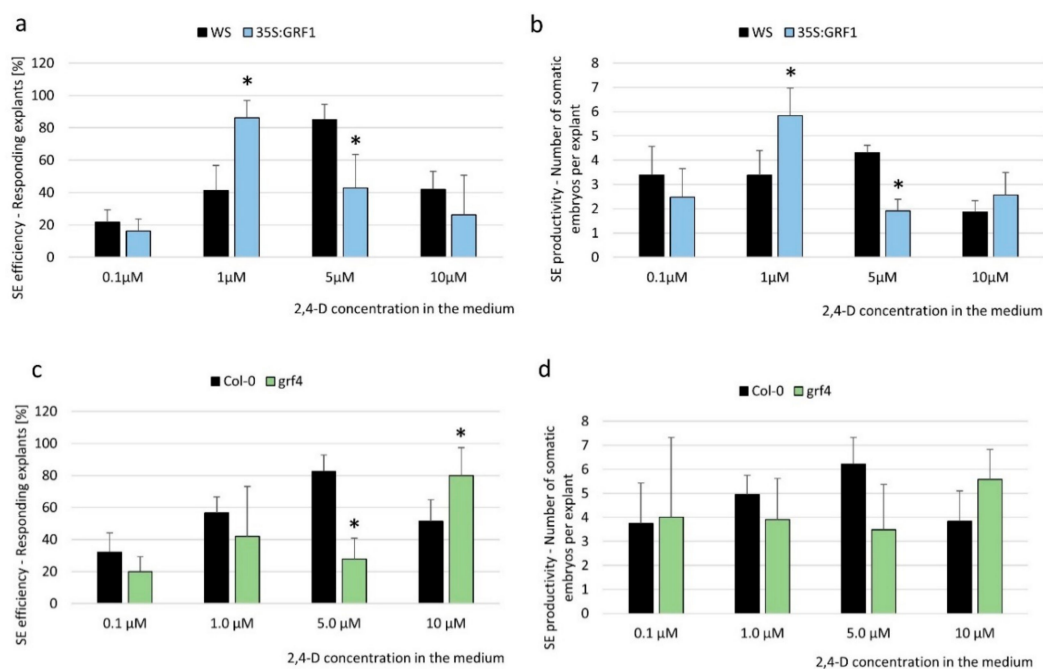 a
WS 35S:GRF1
SE efficiency - Responding explants [%]
120
100
80
60
40
20
0
*
*
0.1μM 1μM 5μM 10μM
2,4-D concentration in the medium
b
WS 35S:GRF1
SE productivity - Number of somatic
embryos per explant
8
7
6
5
4
3
2
1
0
*
*
0.1μM 1μM 5μM 10μM
2,4-D concentration in the medium
c
Col-0 grf4
SE efficiency - Responding explants [%]
120
100
80
60
40
20
0
*
*
0.1 μM 1.0 μM 5.0 μM 10 μM
2,4-D concentration in the medium
d
Col-0 grf4
SE productivity - Number of somatic
embryos per explant
8
7
6
5
4
3
2
1
0
0.1 μM 1.0 μM 5.0 μM 10 μM
2,4-D concentration in the medium